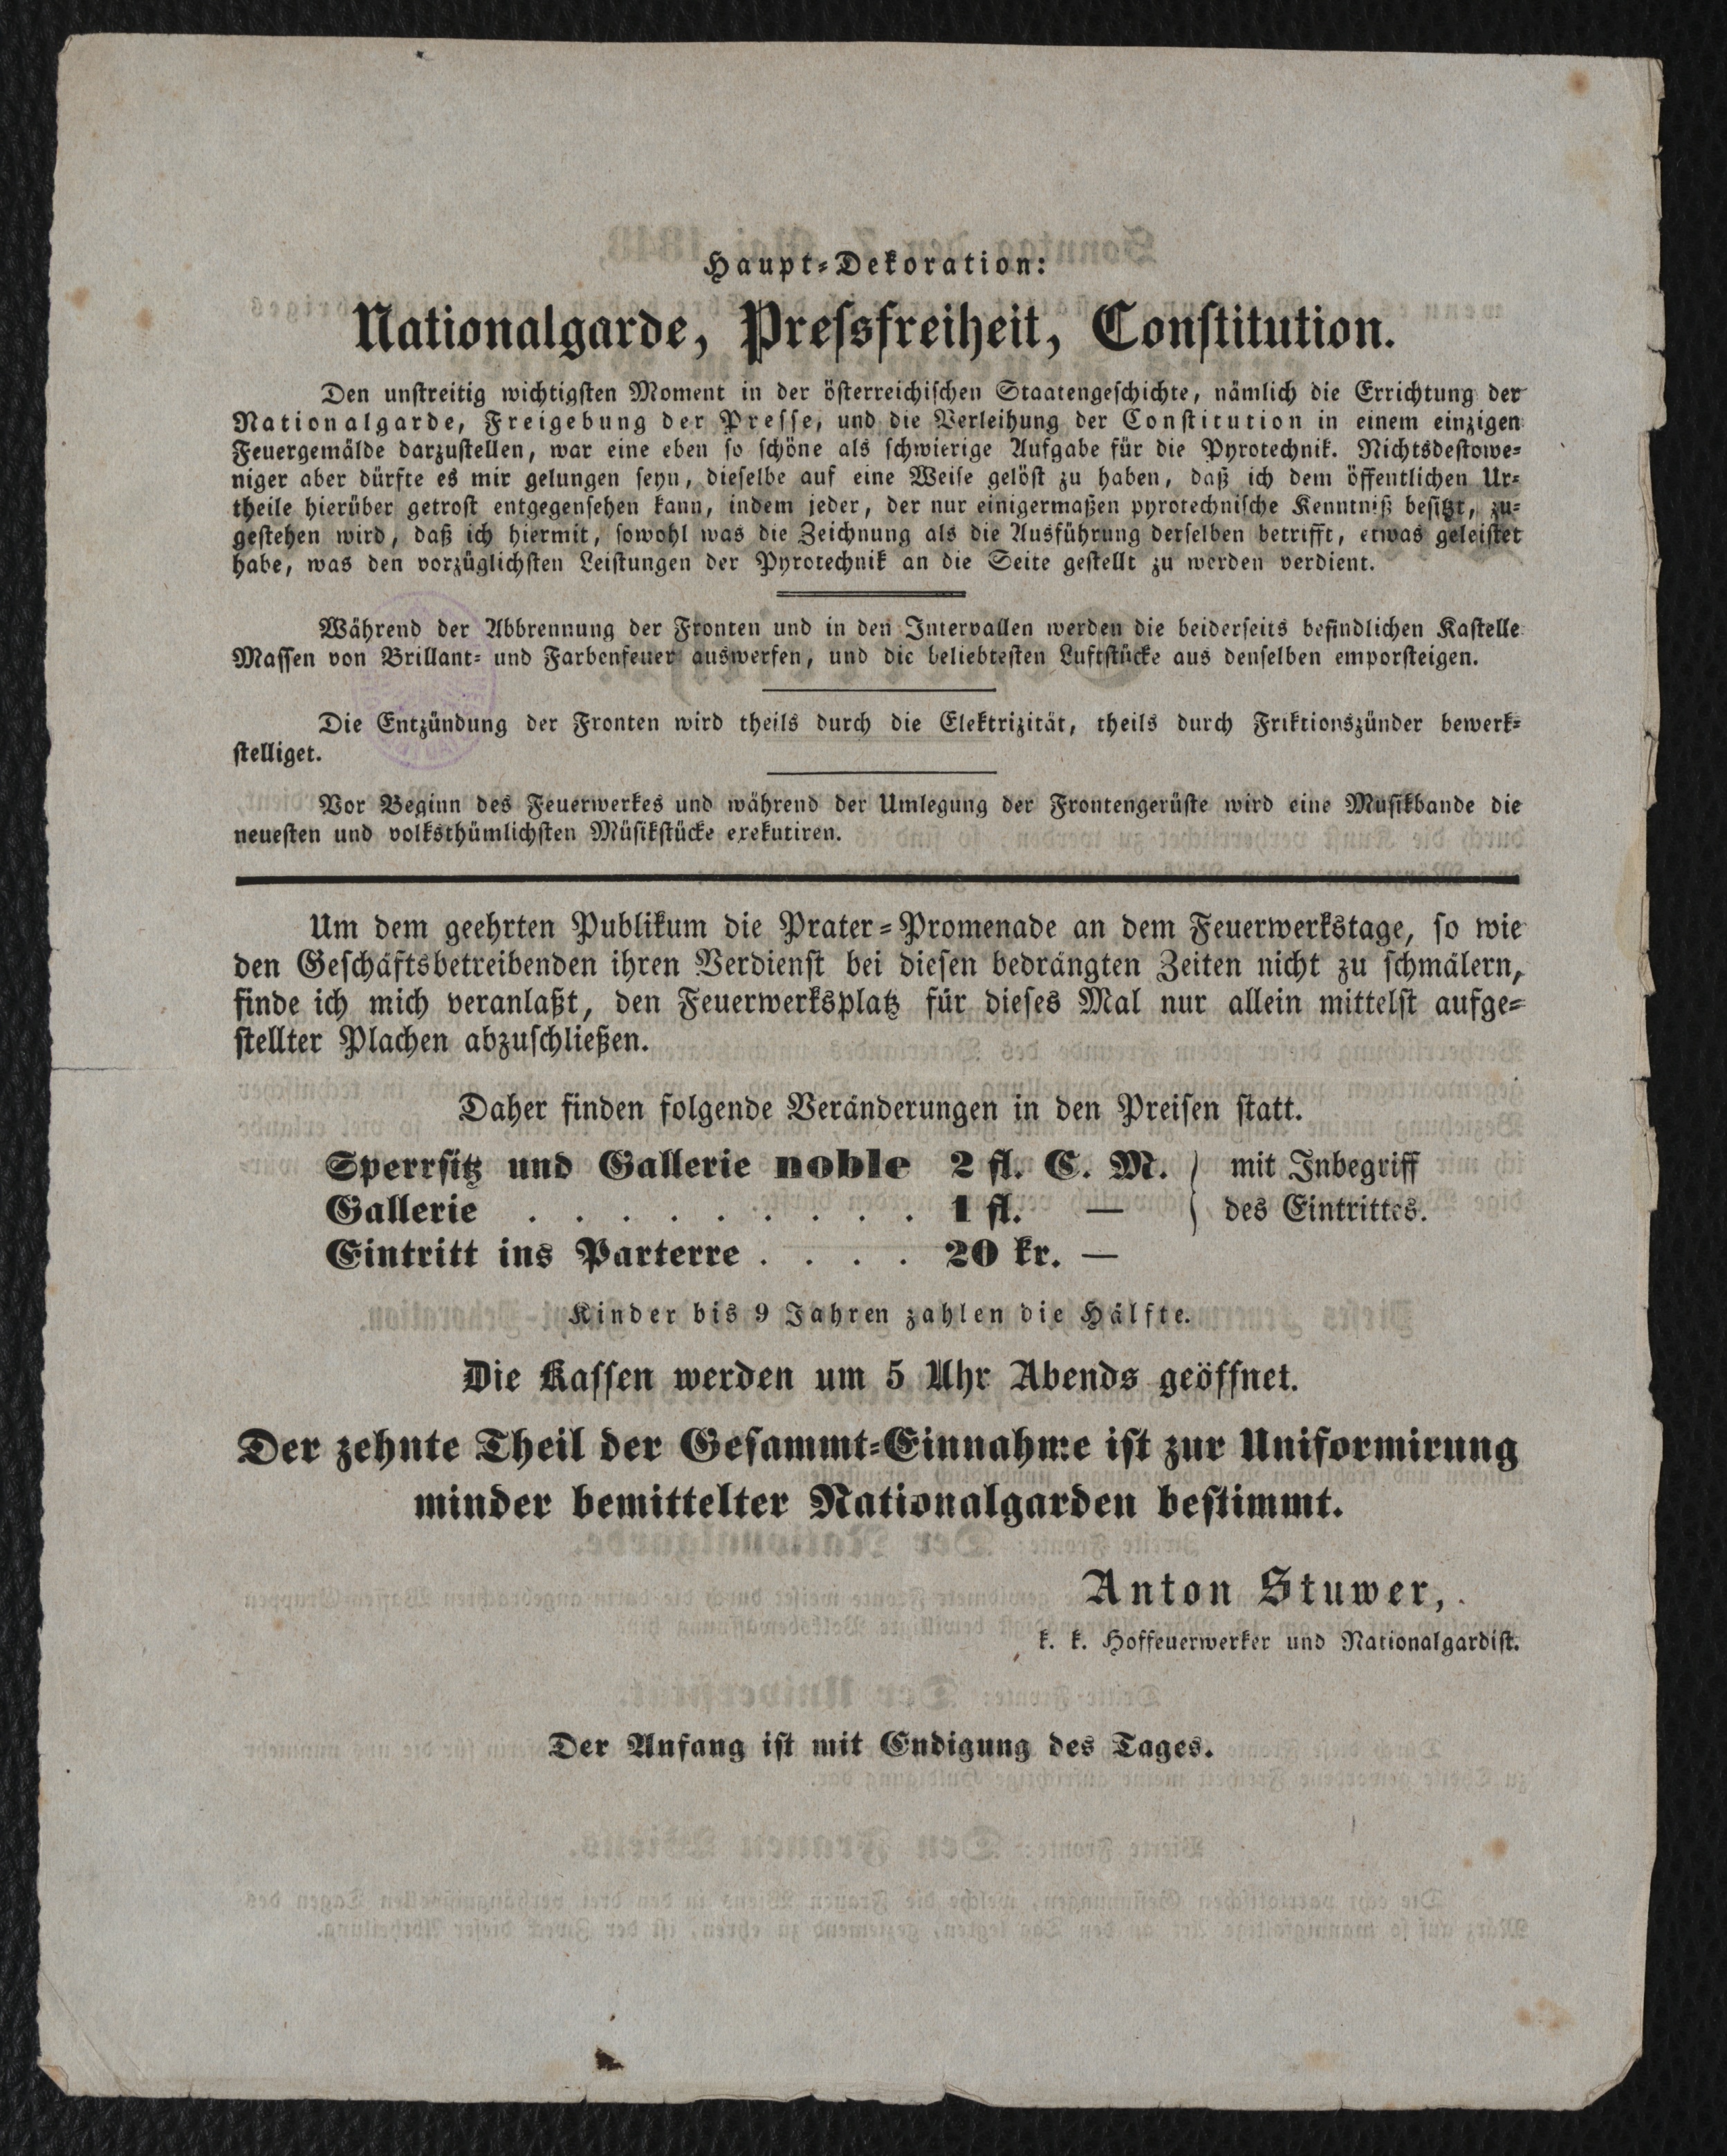 Haupt-Dekoration:
Nationalgarde, Pressfreiheit, Constitution.
Den unstreitig wichtigsten Moment in der österreichischen Staatengeschichte, nämlich die Errichtung der
Nationalgarde, Freigebung der Presse, und die Verleihung der Constitution in einem einzigen
Feuergemälde darzustellen, war eine eben so schöne als schwierige Aufgabe für die Pyrotechnik. Nichtsdestowe-
niger aber dürfte es mir gelungen seyn, dieselbe auf eine Weise gelöst zu haben, daß ich dem öffentlichen Ur-
theile hierüber getrost entgegensehen kann, indem jeder, der nur einigermaßen pyrotechnische Kenntniß besitzt, zu-
gestehen wird, daß ich hiermit, sowohl was die Zeichnung als die Ausführung derselben betrifft, etwas geleistet
habe, was den vorzüglichsten Leistungen der Pyrotechnik an die Seite gestellt zu werden verdient.
Während der Abbrennung der Fronten und in den Intervallen werden die beiderseits befindlichen Kastelle
Massen von Brillant- und Farbenfeuer auswerfen, und die beliebtesten Luftstücke aus denselben emporsteigen.
Die Entzündung der Fronten wird theils durch die Elektrizität, theils durch Friktionszünder bewerk-
stelliget.
Vor Beginn des Feuerwerkes und während der Umlegung der Frontengerüste wird eine Musikbande die
neuesten und volksthümlichsten Müsikstücke exekutiren.
Um dem geehrten Publikum die Prater-Promenade an dem Feuerwerkstage, so wie
den Geschäftsbetreibenden ihren Verdienst bei diesen bedrängten Zeiten nicht zu schmälern,
finde ich mich veranlaßt, den Feuerwerksplatz für dieses Mal nur allein mittelst aufge-
stellter Plachen abzuschließen.
Daher finden folgende Veränderungen in den Preisen statt.
Sperrsitz und Gallerie noble 2 fl. C. M. } mit Inbegriff
Gallerie . . . . . . . . . 1 fl. — } des Eintrittes.
Eintritt ins Parterre . . . . 20 kr. —
Kinder bis 9 Jahren zahlen die Hälfte.
Die Kassen werden um 5 Uhr Abends geöffnet.
Der zehnte Theil der Gesammt-Einnahme ist zur Uniformirung
minder bemittelter Nationalgarden bestimmt.
Anton Stuwer,
k. k. Hoffeuerwerker und Nationalgardist.
Der Anfang ist mit Endigung des Tages.